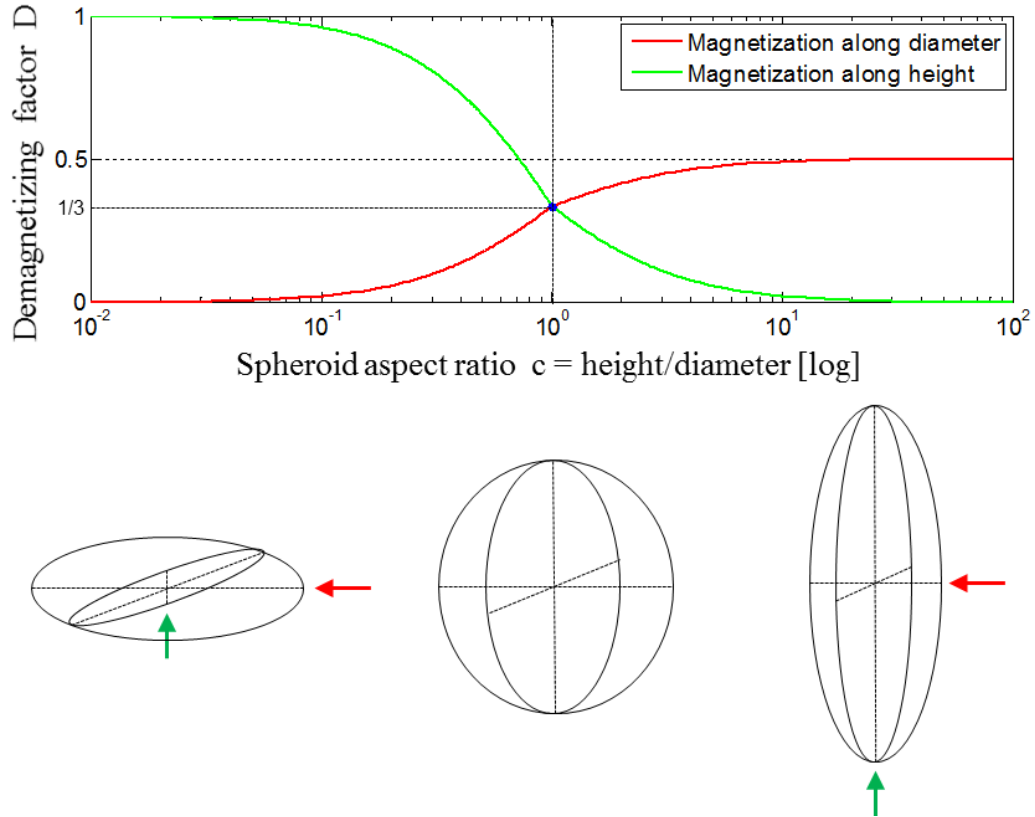 Demagnetizing factor D
1
0.5
1/3
0
Magnetization along diameter
Magnetization along height
10^-2
10^-1
10^0
10^1
10^2
Spheroid aspect ratio c = height/diameter [log]